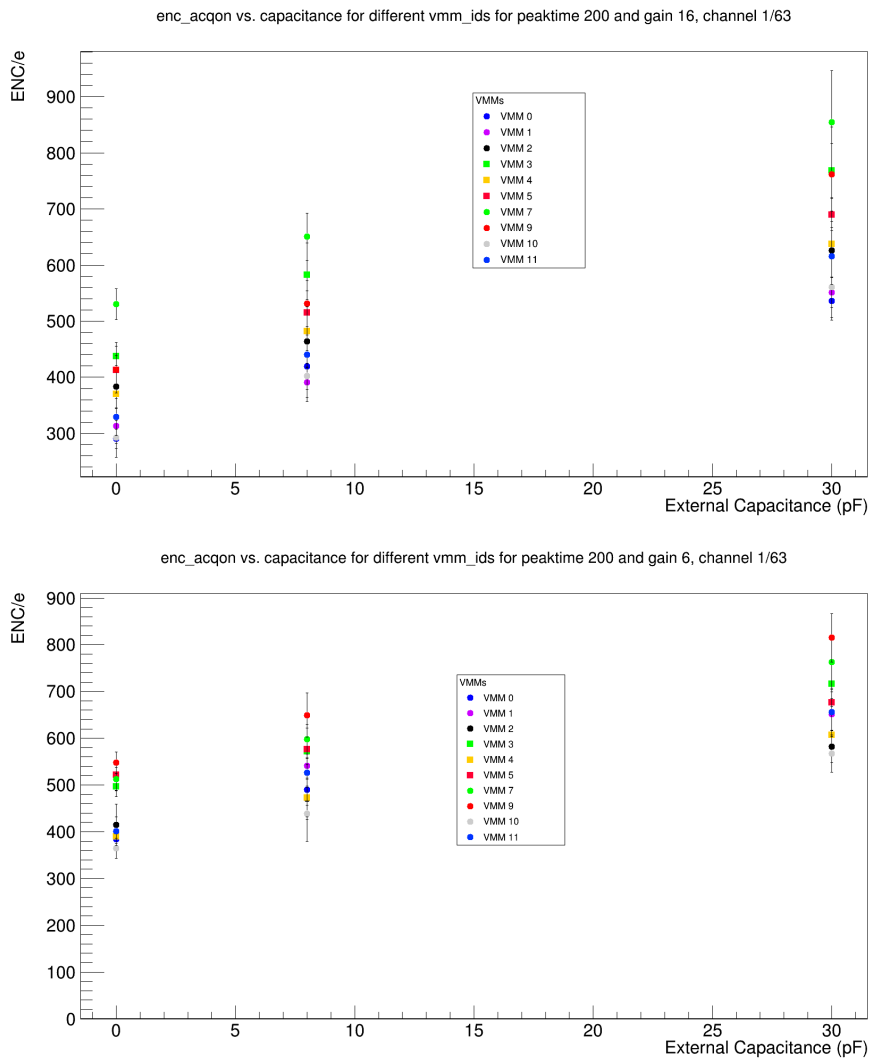 enc_acqon vs. capacitance for different vmm_ids for peaktime 200 and gain 16, channel 1/63
ENC/e
900
800
700
600
500
400
300
VMMs
VMM 0
VMM 1
VMM 2
VMM 3
VMM 4
VMM 5
VMM 7
VMM 9
VMM 10
VMM 11
0 5 10 15 20 25 30
External Capacitance (pF)
enc_acqon vs. capacitance for different vmm_ids for peaktime 200 and gain 6, channel 1/63
ENC/e
900
800
700
600
500
400
300
200
100
0
VMMs
VMM 0
VMM 1
VMM 2
VMM 3
VMM 4
VMM 5
VMM 7
VMM 9
VMM 10
VMM 11
0 5 10 15 20 25 30
External Capacitance (pF)